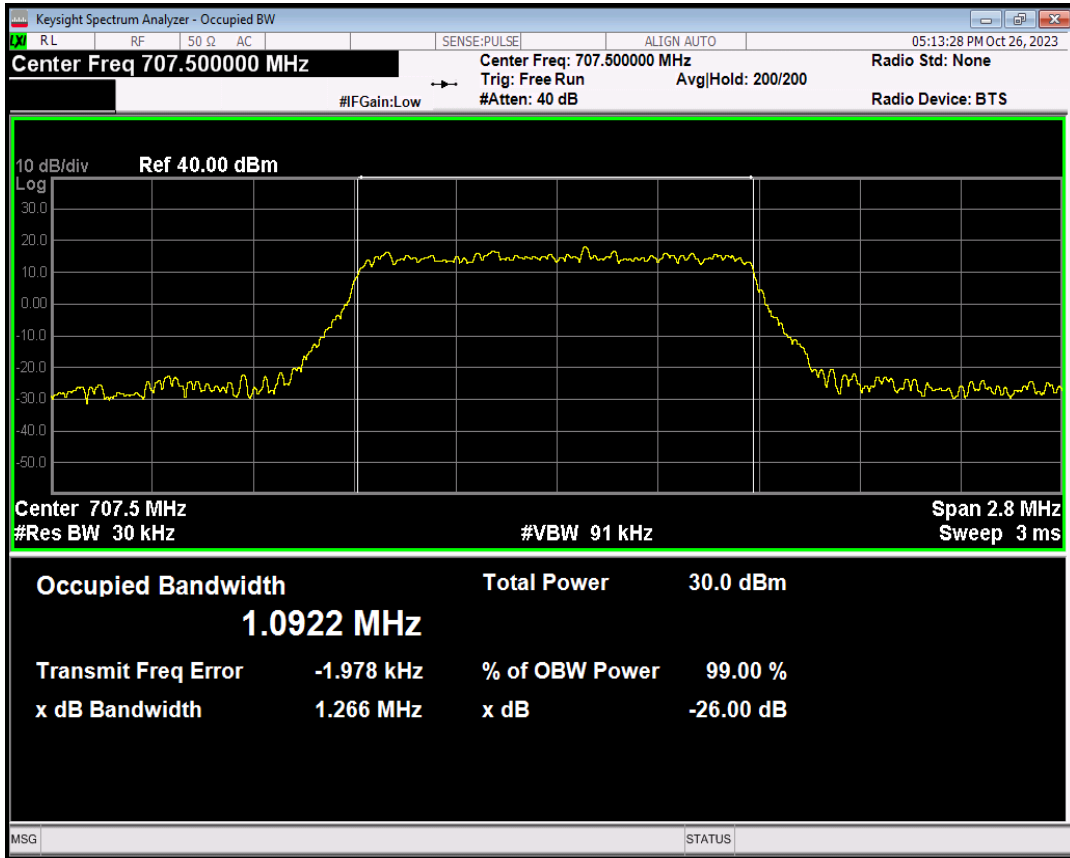 Keysight Spectrum Analyzer - Occupied BW
LXI RL RF 50 Ω AC SENSE:PULSE ALIGN AUTO 05:13:28 PM Oct 26, 2023
Center Freq 707.500000 MHz Center Freq: 707.500000 MHz Radio Std: None
Trig: Free Run Avg|Hold: 200/200
#IFGain:Low #Atten: 40 dB Radio Device: BTS
10 dB/div Ref 40.00 dBm
Log
30.0
20.0
10.0
0.00
-10.0
-20.0
-30.0
-40.0
-50.0
Center 707.5 MHz Span 2.8 MHz
#Res BW 30 kHz #VBW 91 kHz Sweep 3 ms
Occupied Bandwidth Total Power 30.0 dBm
1.0922 MHz
Transmit Freq Error -1.978 kHz % of OBW Power 99.00 %
x dB Bandwidth 1.266 MHz x dB -26.00 dB
MSG STATUS